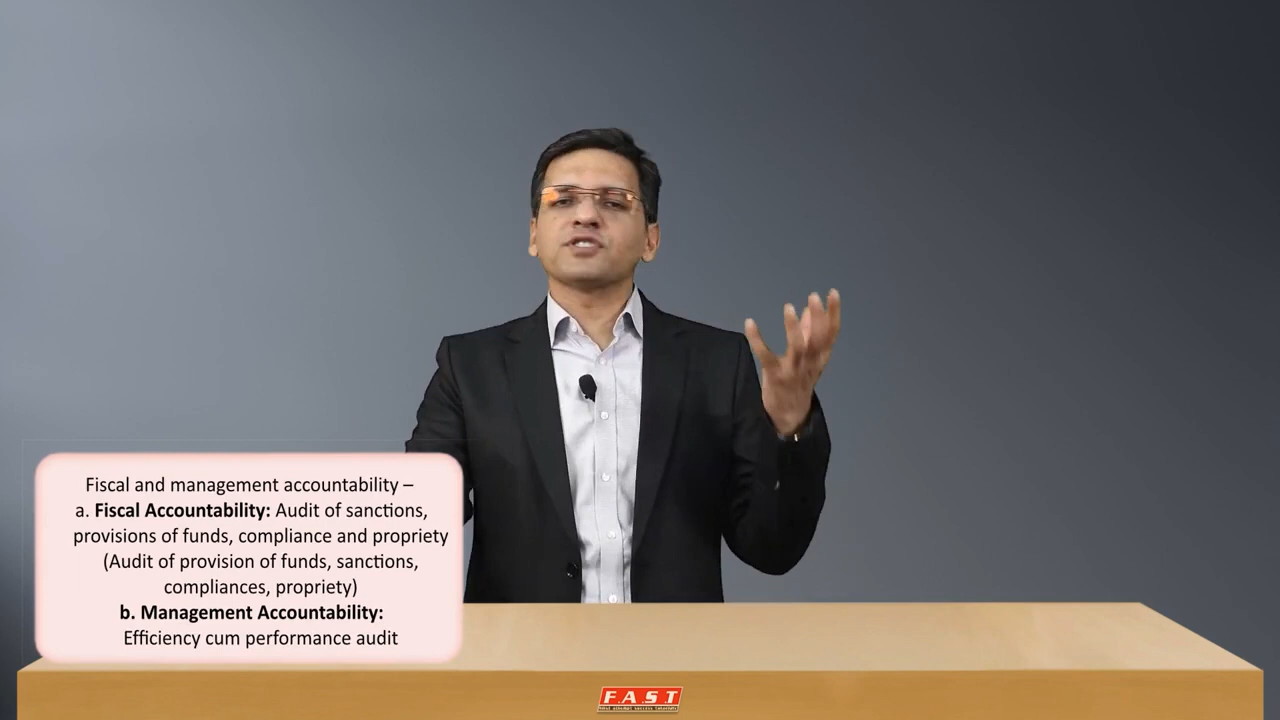 Fiscal and management accountability –
a. Fiscal Accountability: Audit of sanctions,
provisions of funds, compliance and propriety
(Audit of provision of funds, sanctions,
compliances, propriety)
b. Management Accountability:
Efficiency cum performance audit
F.A.S.T